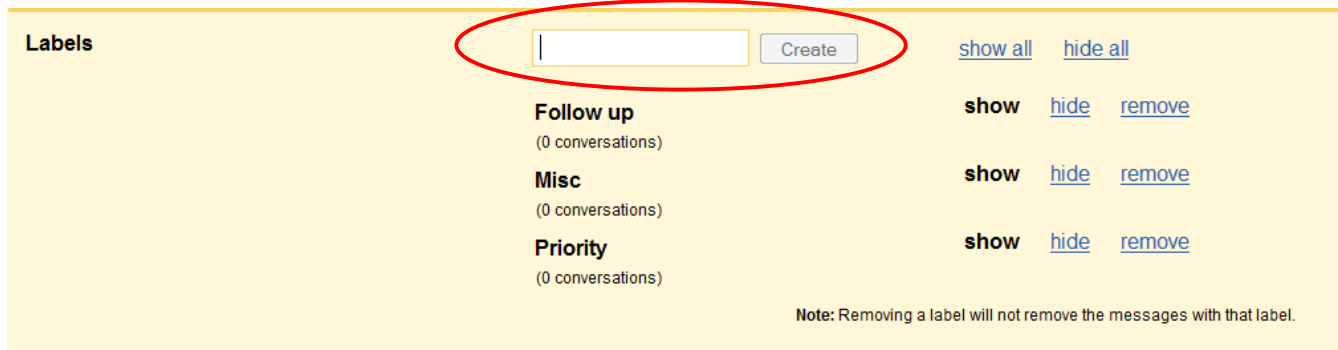 Labels Create show all hide all
Follow up show hide remove
(0 conversations)
Misc show hide remove
(0 conversations)
Priority show hide remove
(0 conversations)
Note: Removing a label will not remove the messages with that label.